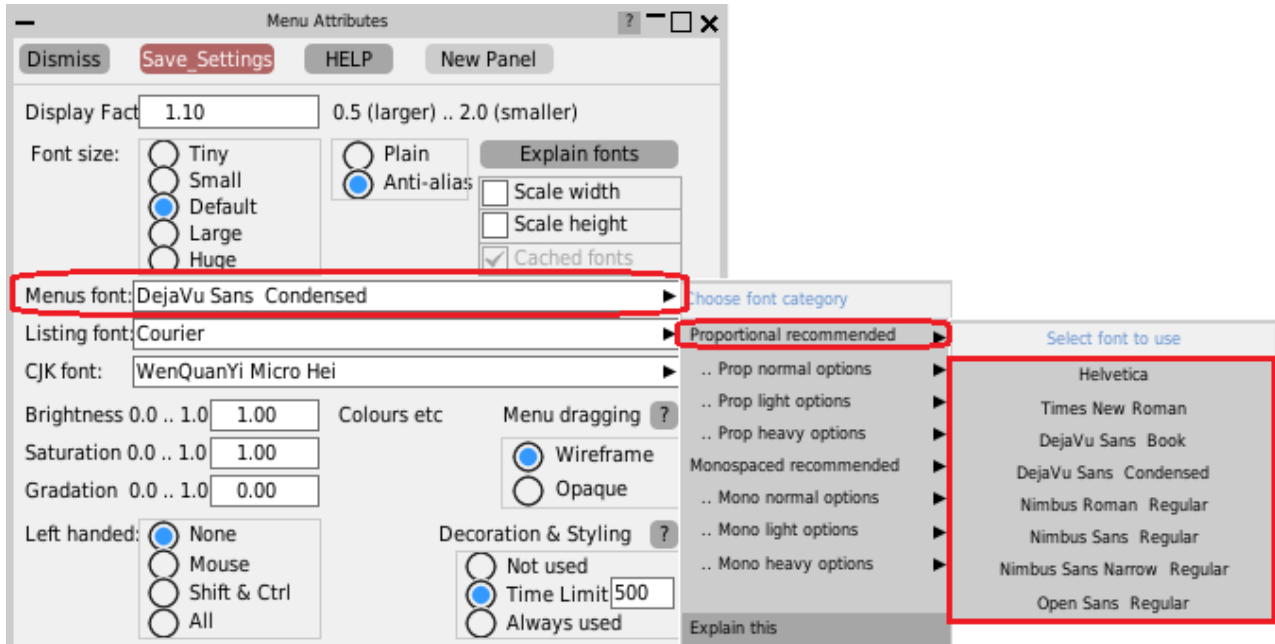 Menu Attributes ?
Dismiss Save_Settings HELP New Panel
Display Fact 1.10 0.5 (larger) .. 2.0 (smaller)
Font size: Tiny Plain Explain fonts
Small Anti-alias Scale width
Default
Large Scale height
Huge Cached fonts
Menus font: DejaVu Sans Condensed
Choose font category
Listing font: Courier
Proportional recommended
Select font to use
CJK font: WenQuanYi Micro Hei
.. Prop normal options
Helvetica
.. Prop light options
Times New Roman
Brightness 0.0 .. 1.0 1.00 Colours etc Menu dragging ?
.. Prop heavy options
DejaVu Sans Book
Saturation 0.0 .. 1.0 1.00 Wireframe
Monospaced recommended
DejaVu Sans Condensed
Gradation 0.0 .. 1.0 0.00 Opaque
.. Mono normal options
Nimbus Roman Regular
Left handed: None Decoration & Styling ?
.. Mono light options
Nimbus Sans Regular
Mouse Not used
.. Mono heavy options
Nimbus Sans Narrow Regular
Shift & Ctrl Time Limit 500
Open Sans Regular
All Always used
Explain this